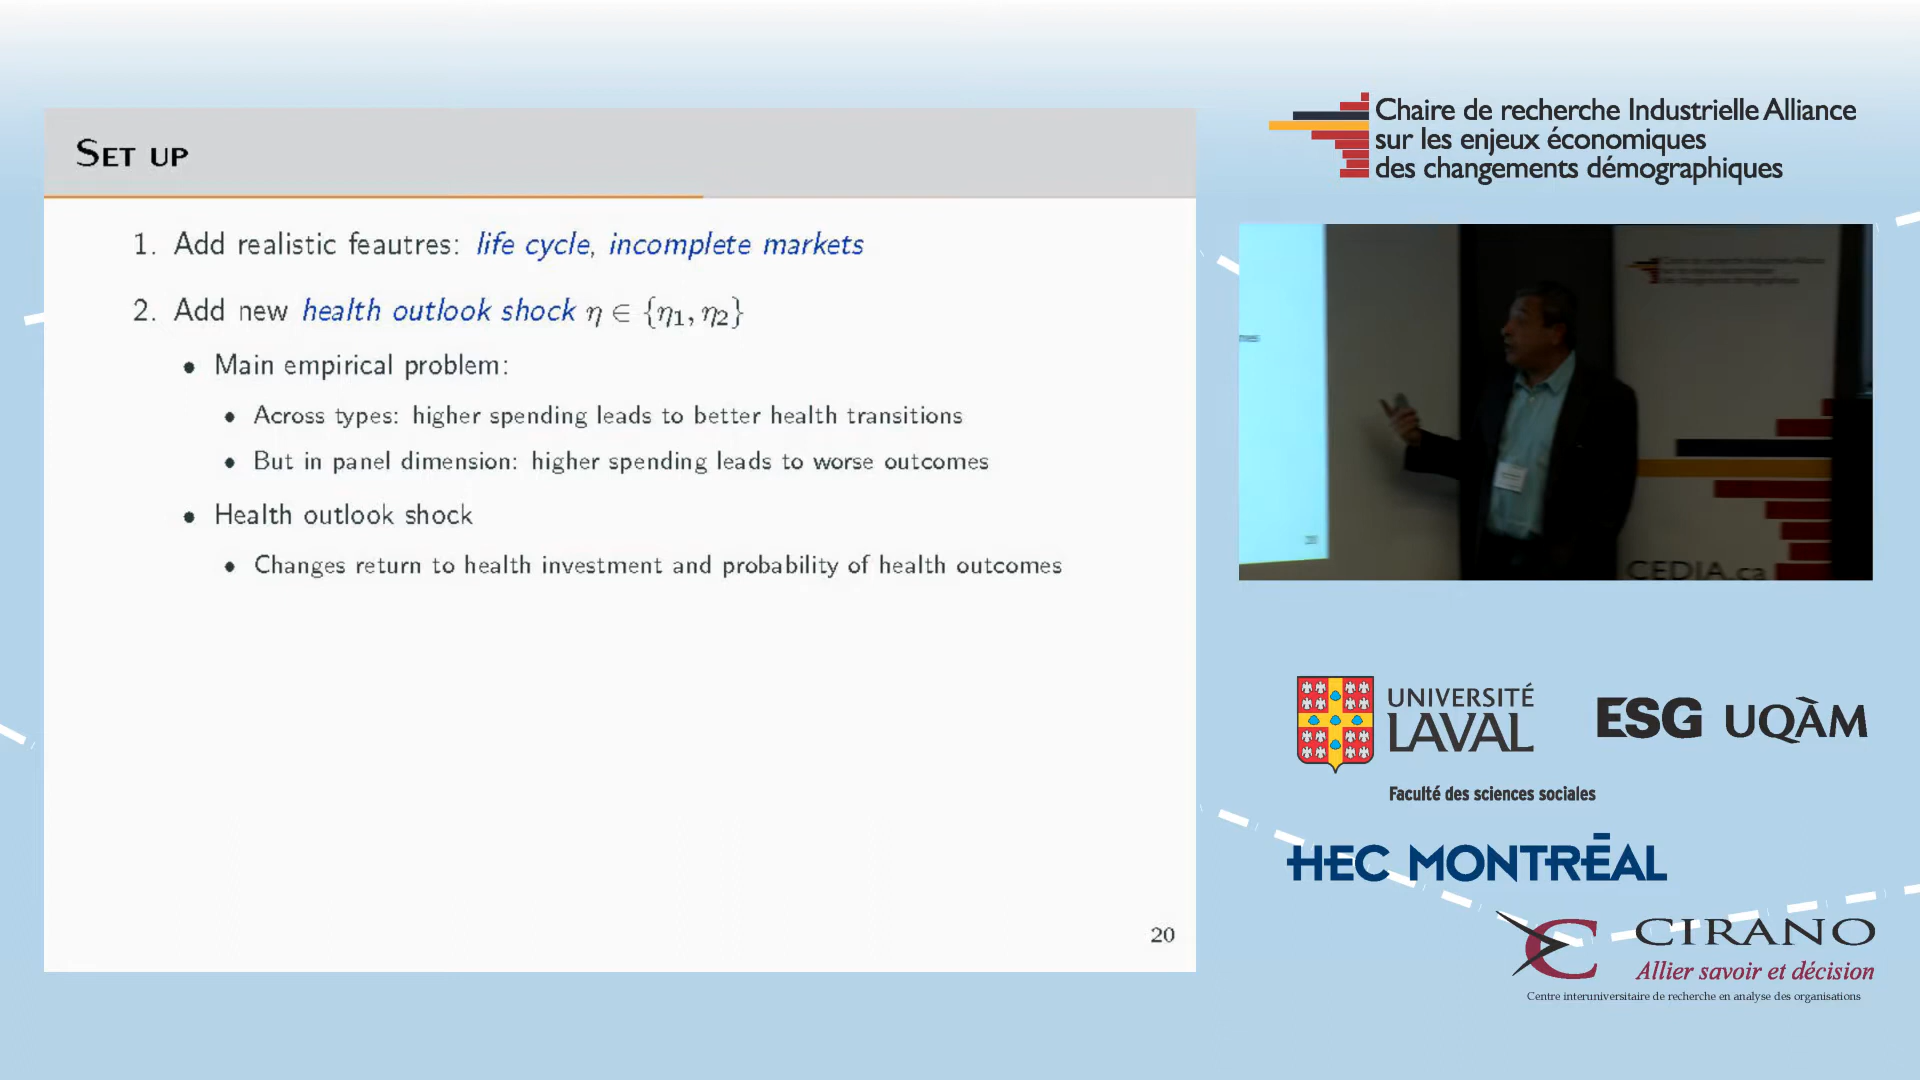 SET UP
1. Add realistic feautres: life cycle, incomplete markets
2. Add new health outlook shock η ∈ {η1, η2}
• Main empirical problem:
• Across types: higher spending leads to better health transitions
• But in panel dimension: higher spending leads to worse outcomes
• Health outlook shock
• Changes return to health investment and probability of health outcomes
20
Chaire de recherche Industrielle Alliance
sur les enjeux économiques
des changements démographiques
CEDIA.ca
UNIVERSITÉ
LAVAL
Faculté des sciences sociales
ESG UQÀM
HEC MONTRÉAL
CIRANO
Allier savoir et décision
Centre interuniversitaire de recherche en analyse des organisations